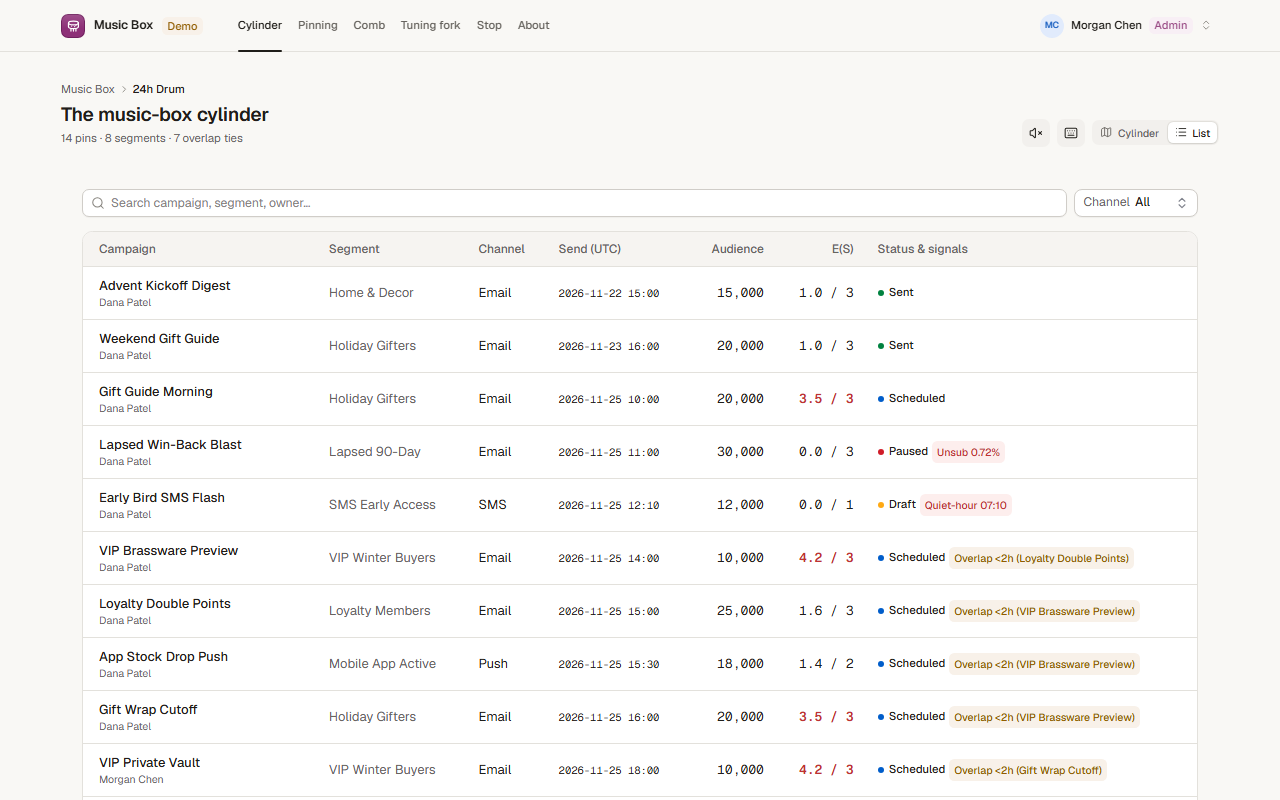 Music Box Demo Cylinder Pinning Comb Tuning fork Stop About MC Morgan Chen Admin
Music Box > 24h Drum
The music-box cylinder
14 pins · 8 segments · 7 overlap ties
Cylinder List
Search campaign, segment, owner… Channel All
Campaign Segment Channel Send (UTC) Audience E(S) Status & signals
Advent Kickoff Digest Home & Decor Email 2026-11-22 15:00 15,000 1.0 / 3 Sent
Dana Patel
Weekend Gift Guide Holiday Gifters Email 2026-11-23 16:00 20,000 1.0 / 3 Sent
Dana Patel
Gift Guide Morning Holiday Gifters Email 2026-11-25 10:00 20,000 3.5 / 3 Scheduled
Dana Patel
Lapsed Win-Back Blast Lapsed 90-Day Email 2026-11-25 11:00 30,000 0.0 / 3 Paused Unsub 0.72%
Dana Patel
Early Bird SMS Flash SMS Early Access SMS 2026-11-25 12:10 12,000 0.0 / 1 Draft Quiet-hour 07:10
Dana Patel
VIP Brassware Preview VIP Winter Buyers Email 2026-11-25 14:00 10,000 4.2 / 3 Scheduled Overlap <2h (Loyalty Double Points)
Dana Patel
Loyalty Double Points Loyalty Members Email 2026-11-25 15:00 25,000 1.6 / 3 Scheduled Overlap <2h (VIP Brassware Preview)
Dana Patel
App Stock Drop Push Mobile App Active Push 2026-11-25 15:30 18,000 1.4 / 2 Scheduled Overlap <2h (VIP Brassware Preview)
Dana Patel
Gift Wrap Cutoff Holiday Gifters Email 2026-11-25 16:00 20,000 3.5 / 3 Scheduled Overlap <2h (VIP Brassware Preview)
Dana Patel
VIP Private Vault VIP Winter Buyers Email 2026-11-25 18:00 10,000 4.2 / 3 Scheduled Overlap <2h (Gift Wrap Cutoff)
Morgan Chen